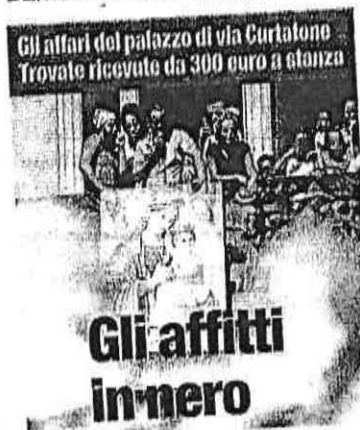 Gli affari del palazzo di via Curtatone
Trovate ricevute da 300 euro a stanza
Gli affitti
in nero